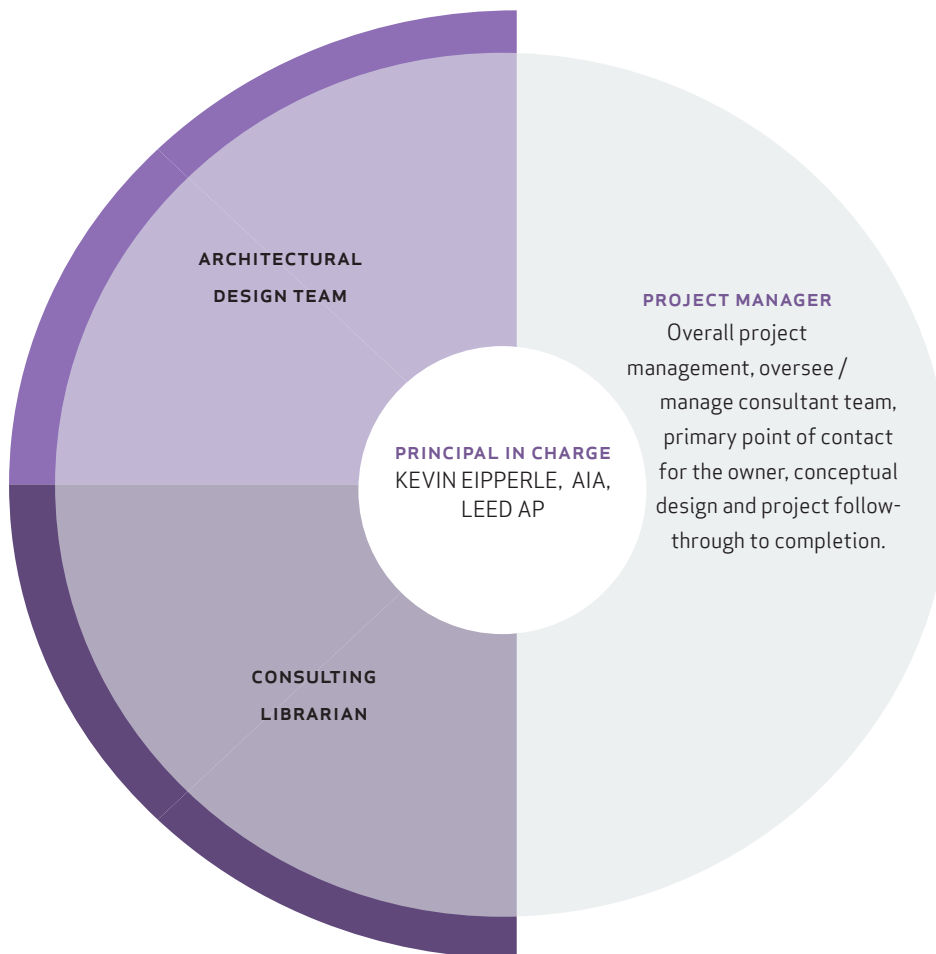 ARCHITECTURAL
DESIGN TEAM
PROJECT MANAGER
Overall project
management, oversee /
manage consultant team,
primary point of contact
for the owner, conceptual
design and project follow-
through to completion.
PRINCIPAL IN CHARGE
KEVIN EIPPERLE, AIA,
LEED AP
CONSULTING
LIBRARIAN